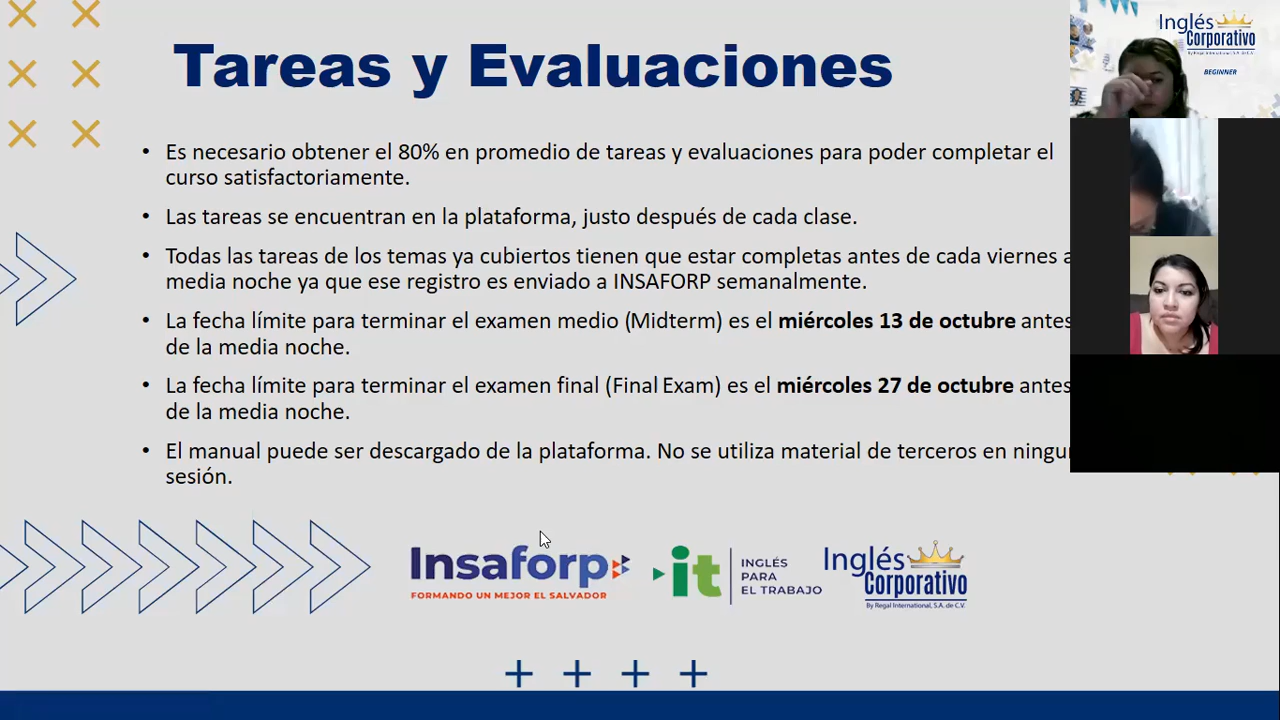 Tareas y Evaluaciones
• Es necesario obtener el 80% en promedio de tareas y evaluaciones para poder completar el
curso satisfactoriamente.
• Las tareas se encuentran en la plataforma, justo después de cada clase.
• Todas las tareas de los temas ya cubiertos tienen que estar completas antes de cada viernes a
media noche ya que ese registro es enviado a INSAFORP semanalmente.
• La fecha límite para terminar el examen medio (Midterm) es el miércoles 13 de octubre antes
de la media noche.
• La fecha límite para terminar el examen final (Final Exam) es el miércoles 27 de octubre antes
de la media noche.
• El manual puede ser descargado de la plataforma. No se utiliza material de terceros en
sesión.
Insaforp
FORMANDO UN MEJOR EL SALVADOR
it
INGLÉS
PARA
EL TRABAJO
Inglés
Corporativo
By Regal International, S.A. de C.V.
Inglés
Corporativo
By Regal International, S.A. de C.V.
BEGINNER